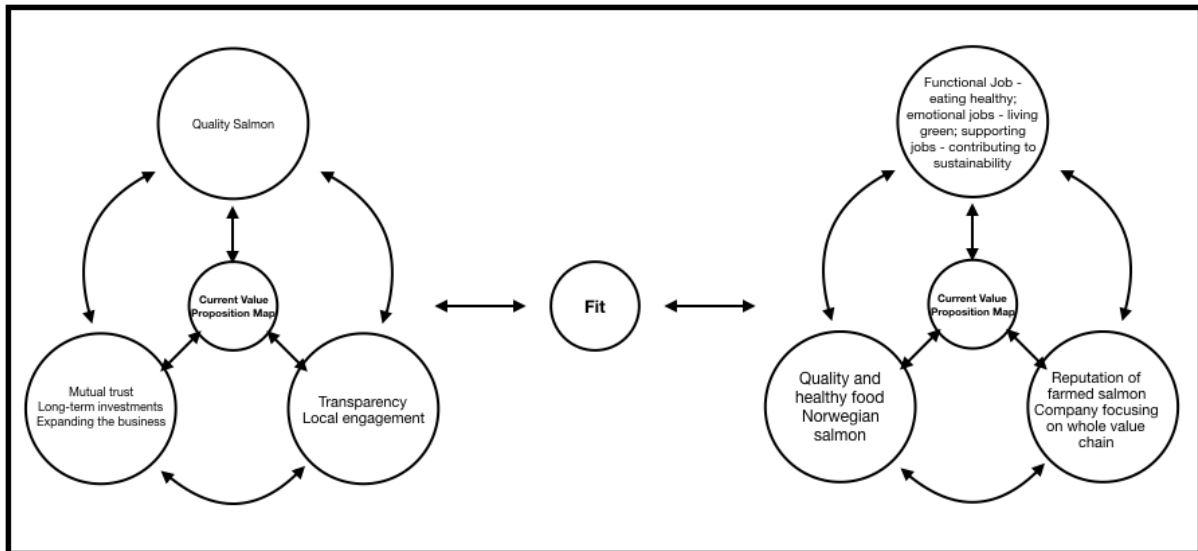 Quality Salmon
Current Value
Proposition Map
Mutual trust
Long-term investments
Expanding the business
Transparency
Local engagement
Fit
Functional Job -
eating healthy;
emotional jobs - living
green; supporting
jobs - contributing to
sustainability
Current Value
Proposition Map
Quality and
healthy food
Norwegian
salmon
Reputation of
farmed salmon
Company focusing
on whole value
chain